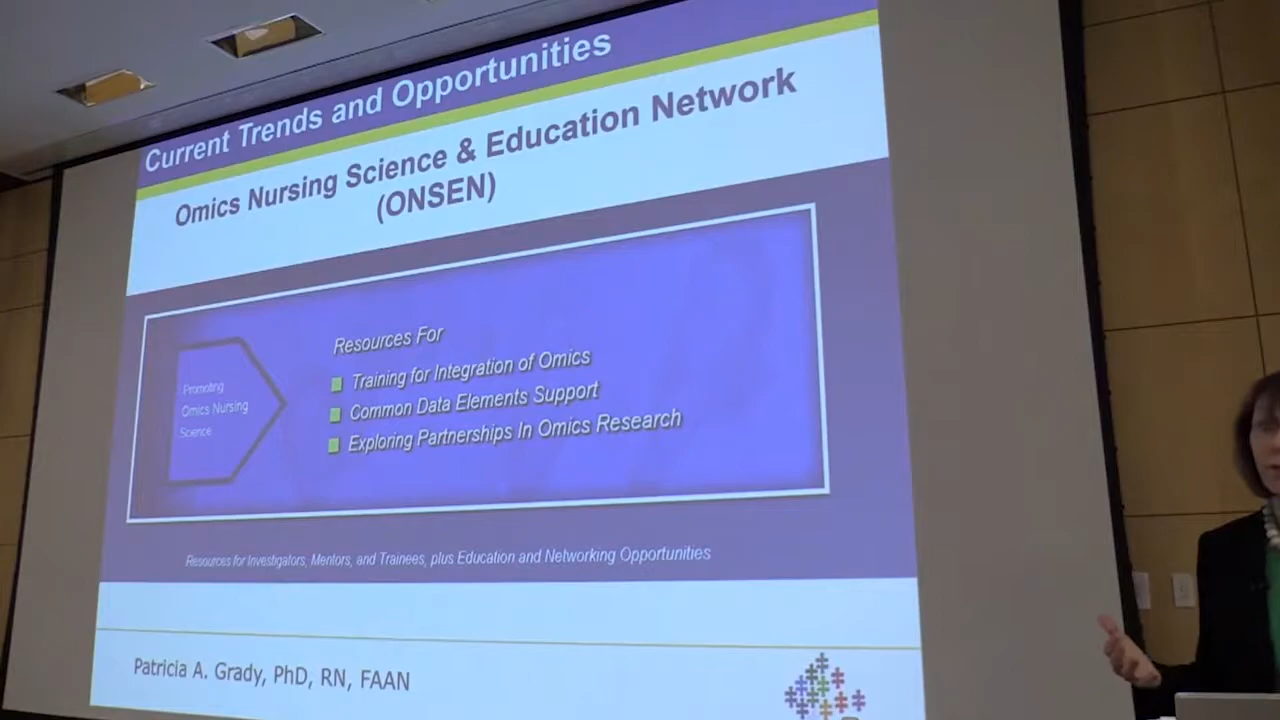 Current Trends and Opportunities
Omics Nursing Science & Education Network
(ONSEN)
Promoting
Omics Nursing
Science
Resources For
Training for Integration of Omics
Common Data Elements Support
Exploring Partnerships In Omics Research
Resources for Investigators, Mentors, and Trainees, plus Education and Networking Opportunities
Patricia A. Grady, PhD, RN, FAAN